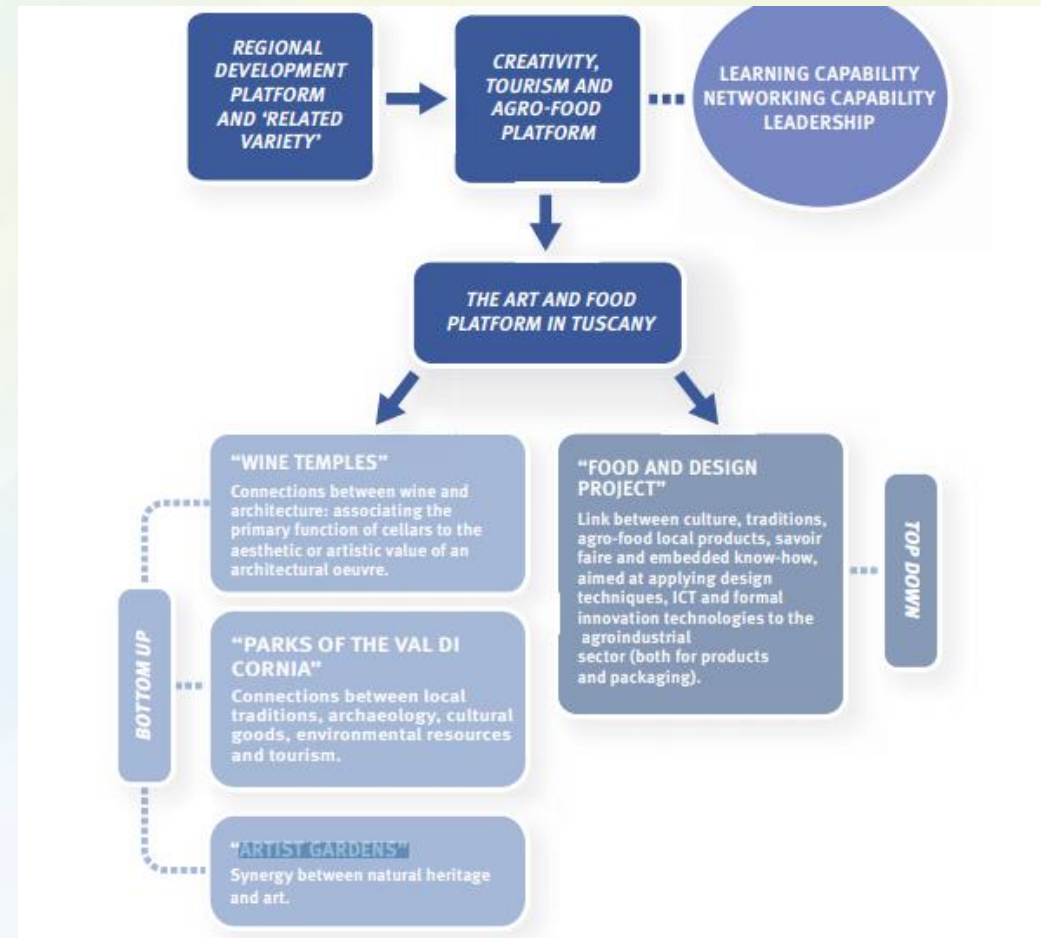 REGIONAL
DEVELOPMENT
PLATFORM
AND ‘RELATED
VARIETY’
CREATIVITY,
TOURISM AND
AGRO-FOOD
PLATFORM
LEARNING CAPABILITY
NETWORKING CAPABILITY
LEADERSHIP
THE ART AND FOOD
PLATFORM IN TUSCANY
BOTTOM UP
“WINE TEMPLES”
Connections between wine and
architecture: associating the
primary function of cellars to the
aesthetic or artistic value of an
architectural oeuvre.
“PARKS OF THE VAL DI
CORNIA”
Connections between local
traditions, archaeology, cultural
goods, environmental resources
and tourism.
“ARTIST GARDENS”
Synergy between natural heritage
and art.
“FOOD AND DESIGN
PROJECT”
Link between culture, traditions,
agro-food local products, savoir
faire and embedded know-how,
aimed at applying design
techniques, ICT and formal
innovation technologies to the
agroindustrial
sector (both for products
and packaging).
TOP DOWN